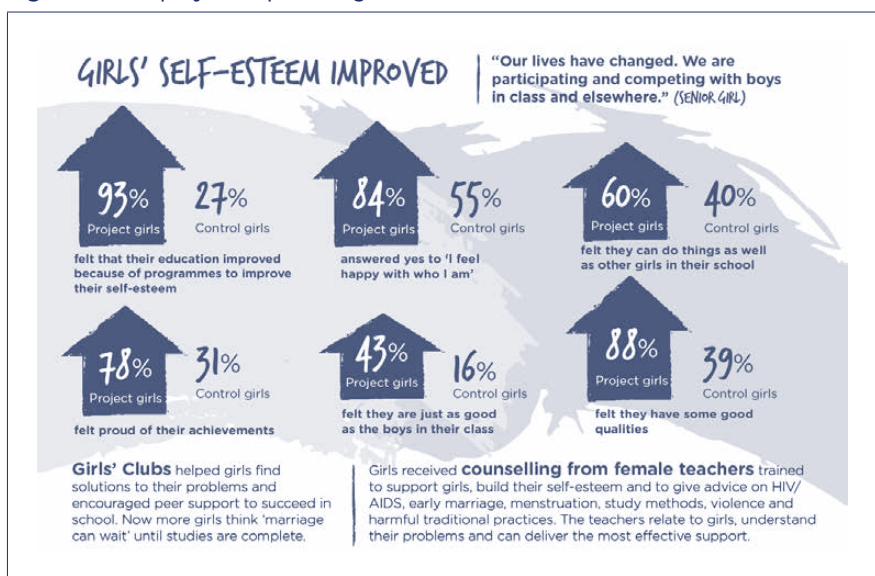 GIRLS' SELF-ESTEEM IMPROVED
“Our lives have changed. We are
participating and competing with boys
in class and elsewhere.” (SENIOR GIRL)
93%
Project girls
27%
Control girls
felt that their education improved
because of programmes to improve
their self-esteem
84%
Project girls
55%
Control girls
answered yes to ‘I feel
happy with who I am’
60%
Project girls
40%
Control girls
felt they can do things as well
as other girls in their school
78%
Project girls
31%
Control girls
felt proud of their achievements
43%
Project girls
16%
Control girls
felt they are just as good
as the boys in their class
88%
Project girls
39%
Control girls
felt they have some good
qualities
Girls’ Clubs helped girls find
solutions to their problems and
encouraged peer support to succeed in
school. Now more girls think ‘marriage
can wait’ until studies are complete.
Girls received counselling from female teachers trained
to support girls, build their self-esteem and to give advice on HIV/
AIDS, early marriage, menstruation, study methods, violence and
harmful traditional practices. The teachers relate to girls, understand
their problems and can deliver the most effective support.